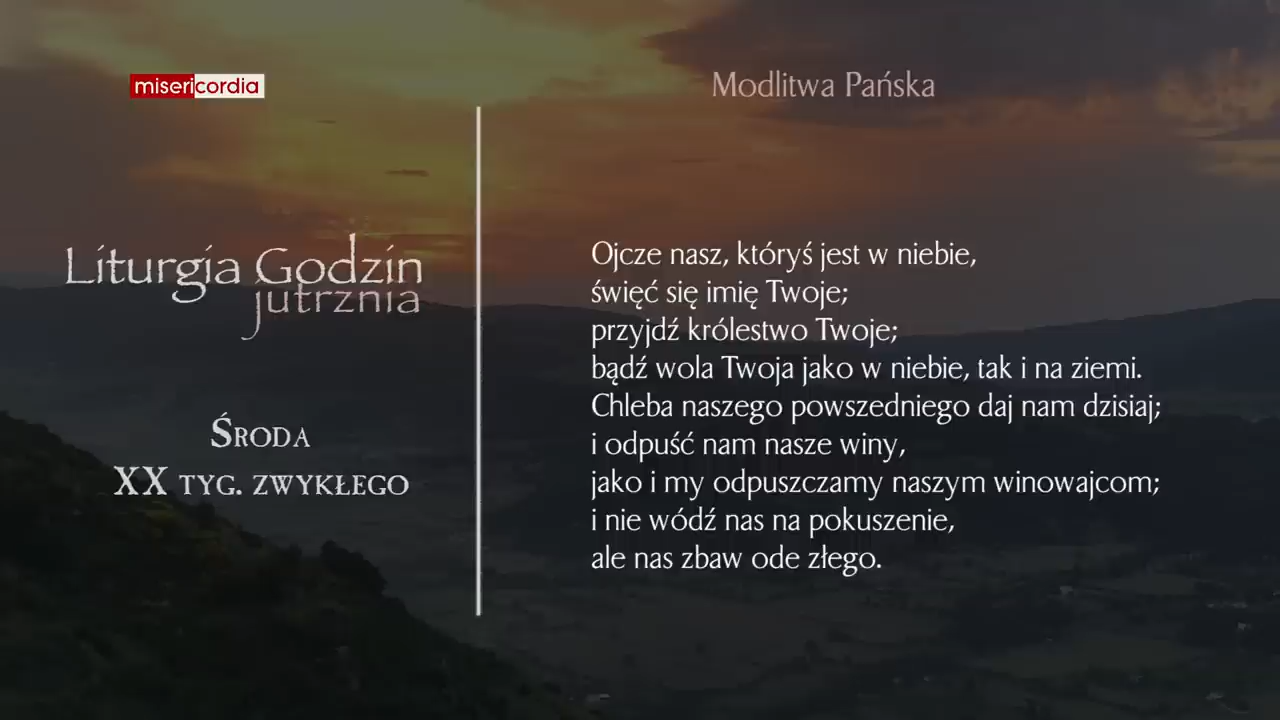 misericordia
Modlitwa Pańska
Liturgia Godzin
jutrznia
Środa
XX tyg. zwykłego
Ojcze nasz, któryś jest w niebie,
święć się imię Twoje;
przyjdź królestwo Twoje;
bądź wola Twoja jako w niebie, tak i na ziemi.
Chleba naszego powszedniego daj nam dzisiaj;
i odpuść nam nasze winy,
jako i my odpuszczamy naszym winowajcom;
i nie wódź nas na pokuszenie,
ale nas zbaw ode złego.